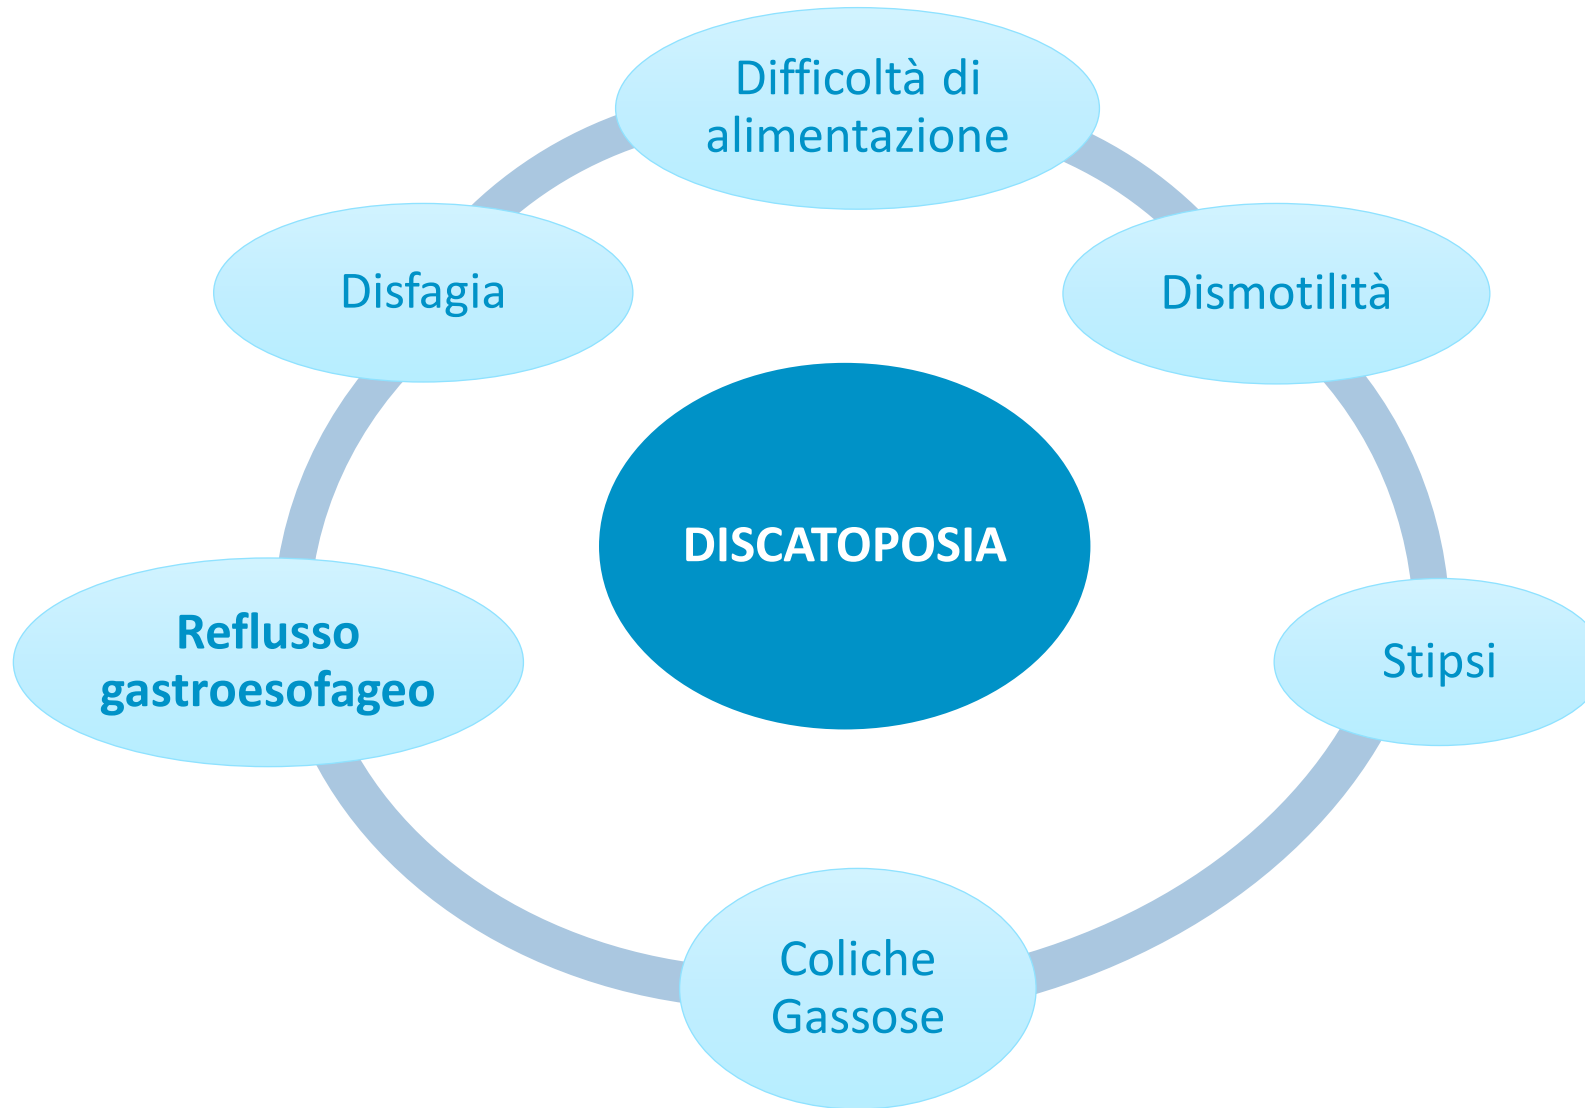 Difficoltà di
alimentazione
Disfagia
Dismotilità
DISCATOPOSIA
Reflusso
gastroesofageo
Stipsi
Coliche
Gassose